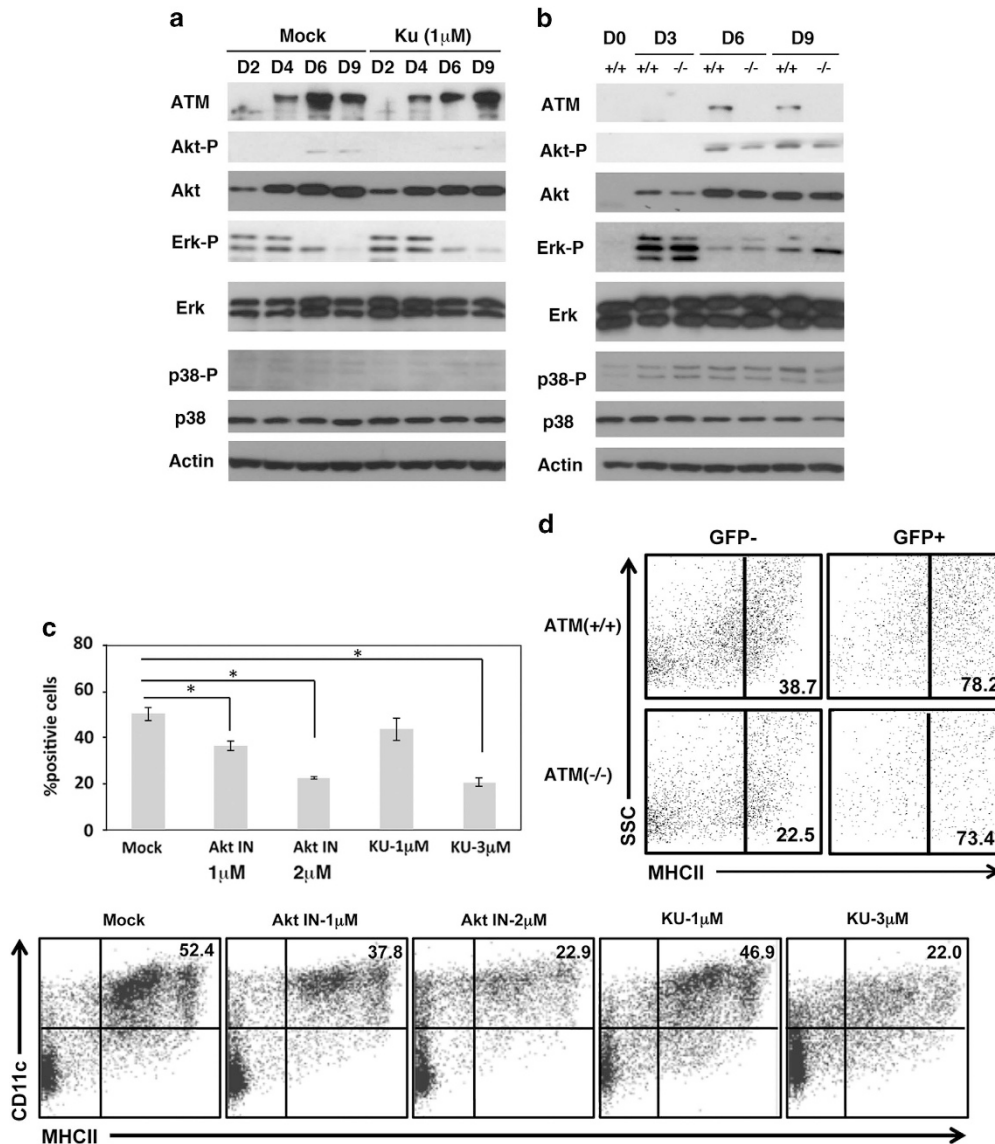 a
Mock Ku (1μM)
D2 D4 D6 D9 D2 D4 D6 D9
ATM
Akt-P
Akt
Erk-P
Erk
p38-P
p38
Actin
b
D0 D3 D6 D9
+/+ +/+ -/- +/+ -/- +/+ -/-
ATM
Akt-P
Akt
Erk-P
Erk
p38-P
p38
Actin
c
%positivie cells
80
60
40
20
0
* * *
Mock Akt IN Akt IN KU-1μM KU-3μM
1μM 2μM
d
GFP- GFP+
ATM(+/+)
38.7 78.2
ATM(-/-)
22.5 73.4
SSC
MHCII
Mock Akt IN-1μM Akt IN-2μM KU-1μM KU-3μM
52.4 37.8 22.9 46.9 22.0
CD11c
MHCII